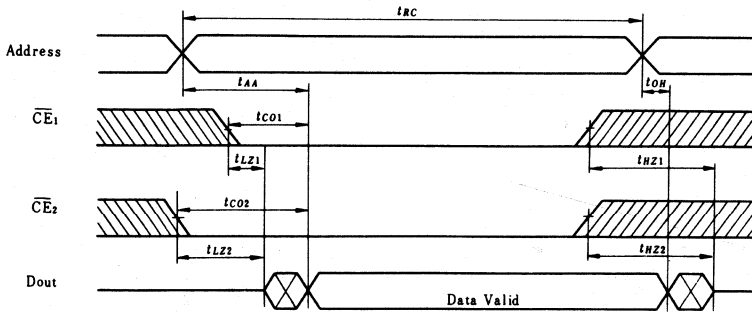 tRC
Address
tAA
tOH
CE1
tCO1
tLZ1
tHZ1
CE2
tCO2
tLZ2
tHZ2
Dout
Data Valid